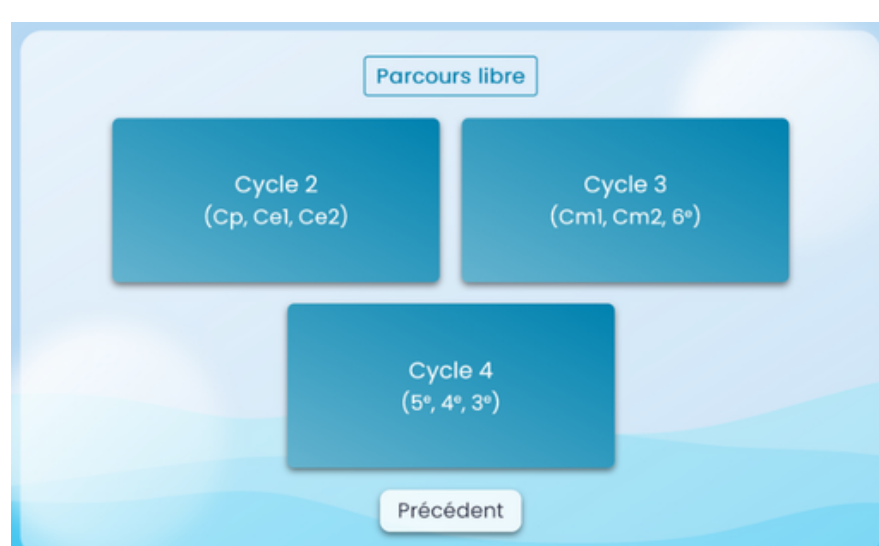 Parcours libre
Cycle 2
(Cp, Ce1, Ce2)
Cycle 3
(Cm1, Cm2, 6ᵉ)
Cycle 4
(5ᵉ, 4ᵉ, 3ᵉ)
Précédent